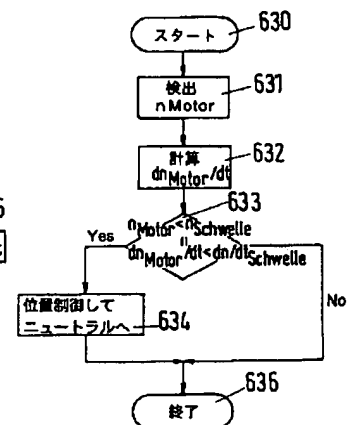 スタート
630
検出
n Motor
631
計算
dnMotor/dt
632
633
nMotor<nSchwelle
"
dnMotor/dt<dn/dtSchwelle
Yes
No
位置制御して
ニュートラルへ
634
終了
636